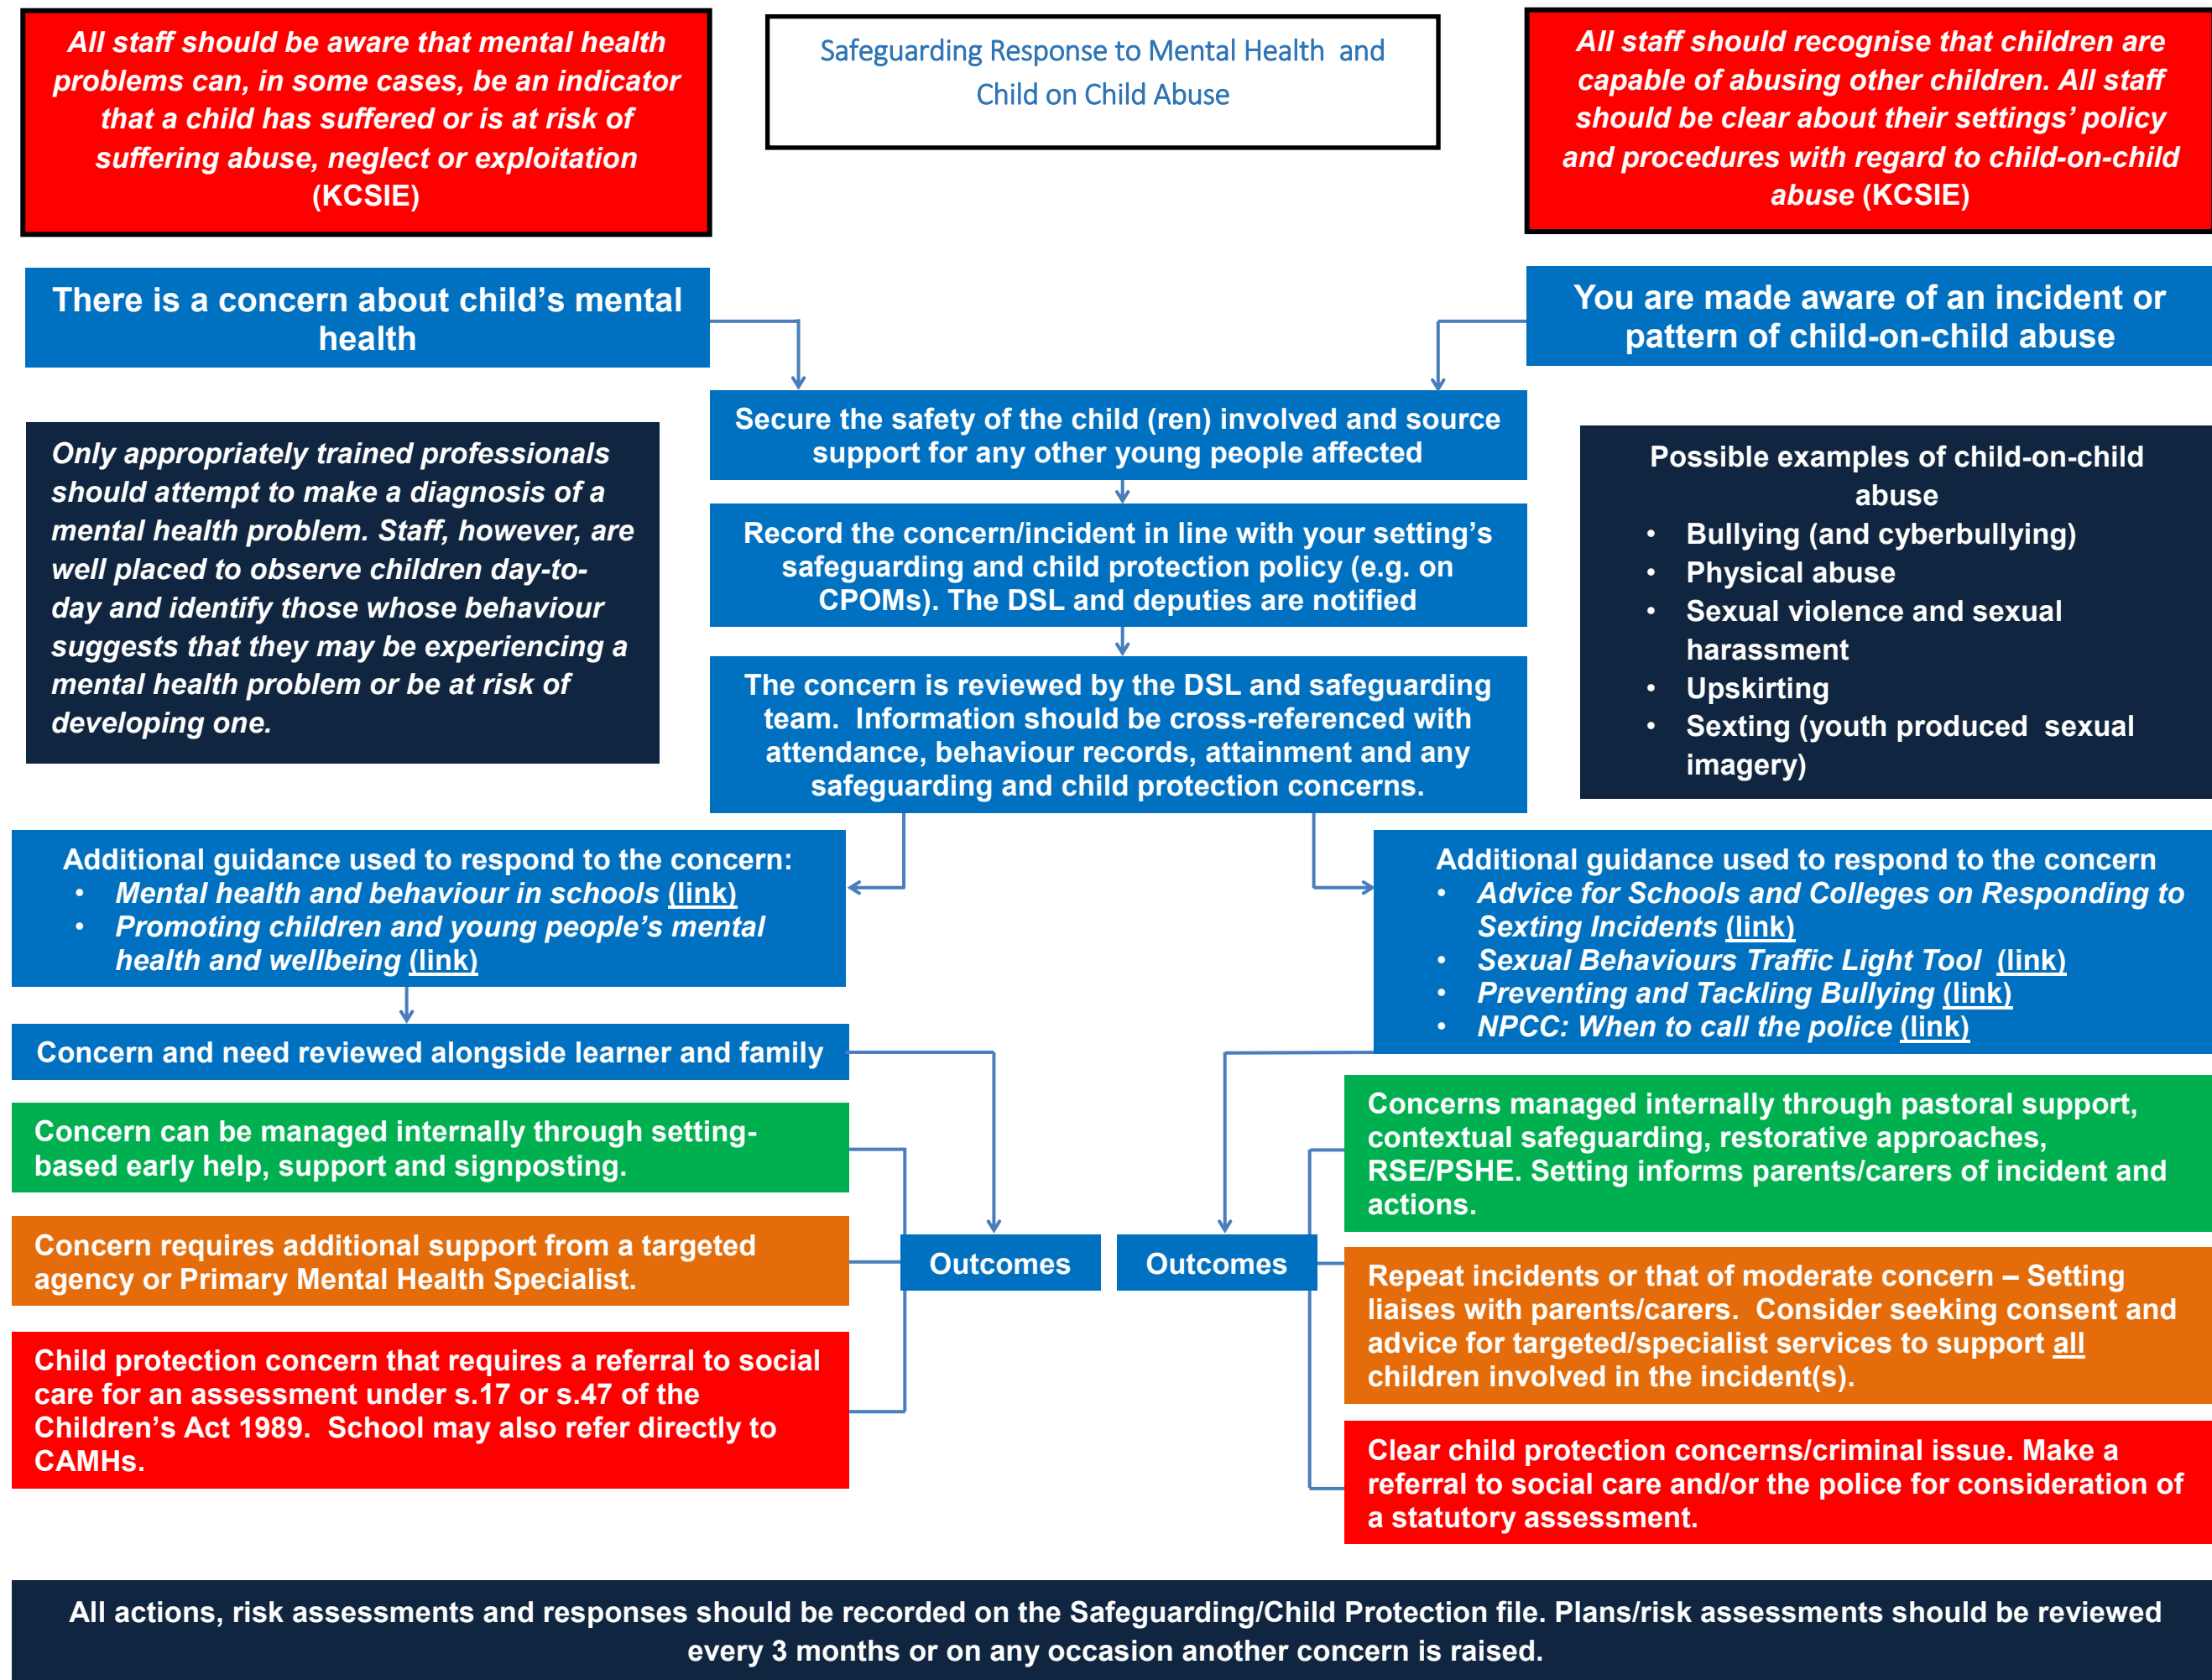 All staff should be aware that mental health
problems can, in some cases, be an indicator
that a child has suffered or is at risk of
suffering abuse, neglect or exploitation
(KCSIE)
Safeguarding Response to Mental Health and
Child on Child Abuse
All staff should recognise that children are
capable of abusing other children. All staff
should be clear about their settings’ policy
and procedures with regard to child-on-child
abuse (KCSIE)
There is a concern about child’s mental
health
You are made aware of an incident or
pattern of child-on-child abuse
Secure the safety of the child (ren) involved and source
support for any other young people affected
Only appropriately trained professionals
should attempt to make a diagnosis of a
mental health problem. Staff, however, are
well placed to observe children day-to-
day and identify those whose behaviour
suggests that they may be experiencing a
mental health problem or be at risk of
developing one.
Record the concern/incident in line with your setting’s
safeguarding and child protection policy (e.g. on
CPOMs). The DSL and deputies are notified
Possible examples of child-on-child
abuse
• Bullying (and cyberbullying)
• Physical abuse
• Sexual violence and sexual
harassment
• Upskirting
• Sexting (youth produced sexual
imagery)
The concern is reviewed by the DSL and safeguarding
team. Information should be cross-referenced with
attendance, behaviour records, attainment and any
safeguarding and child protection concerns.
Additional guidance used to respond to the concern:
• Mental health and behaviour in schools (link)
• Promoting children and young people’s mental
health and wellbeing (link)
Additional guidance used to respond to the concern
• Advice for Schools and Colleges on Responding to
Sexting Incidents (link)
• Sexual Behaviours Traffic Light Tool (link)
• Preventing and Tackling Bullying (link)
• NPCC: When to call the police (link)
Concern and need reviewed alongside learner and family
Concern can be managed internally through setting-
based early help, support and signposting.
Concern requires additional support from a targeted
agency or Primary Mental Health Specialist.
Child protection concern that requires a referral to social
care for an assessment under s.17 or s.47 of the
Children’s Act 1989. School may also refer directly to
CAMHs.
Outcomes
Outcomes
Concerns managed internally through pastoral support,
contextual safeguarding, restorative approaches,
RSE/PSHE. Setting informs parents/carers of incident and
actions.
Repeat incidents or that of moderate concern – Setting
liaises with parents/carers. Consider seeking consent and
advice for targeted/specialist services to support all
children involved in the incident(s).
Clear child protection concerns/criminal issue. Make a
referral to social care and/or the police for consideration of
a statutory assessment.
All actions, risk assessments and responses should be recorded on the Safeguarding/Child Protection file. Plans/risk assessments should be reviewed
every 3 months or on any occasion another concern is raised.